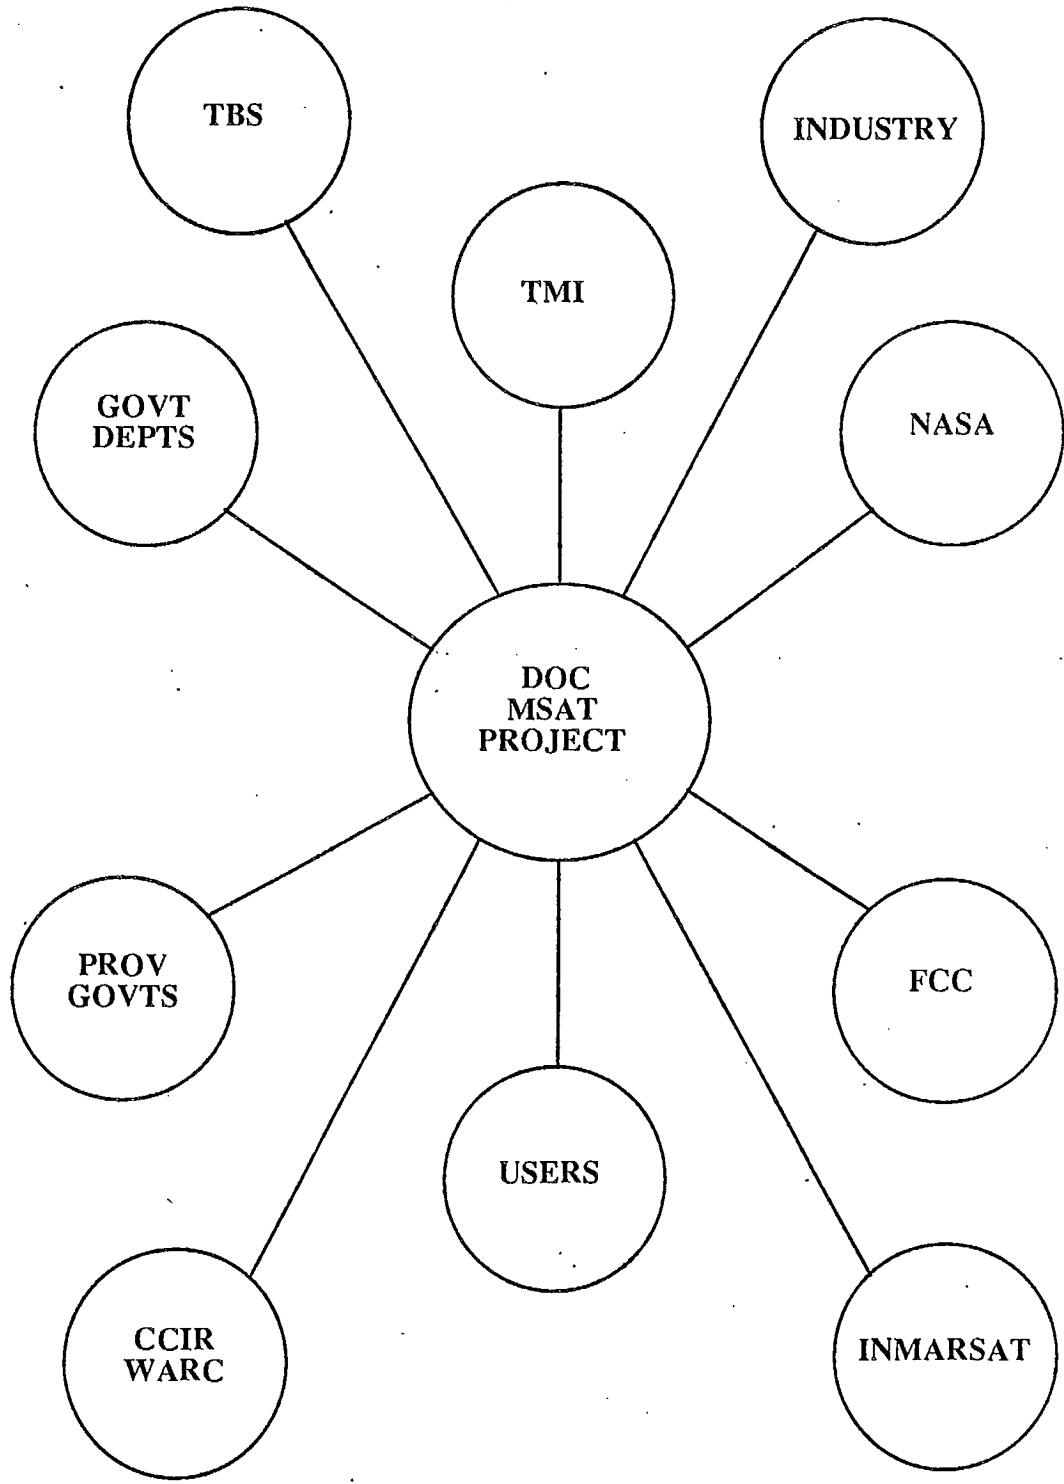 TBS
INDUSTRY
TMI
GOVT
DEPTS
NASA
DOC
MSAT
PROJECT
PROV
GOVTS
FCC
USERS
CCIR
WARC
INMARSAT